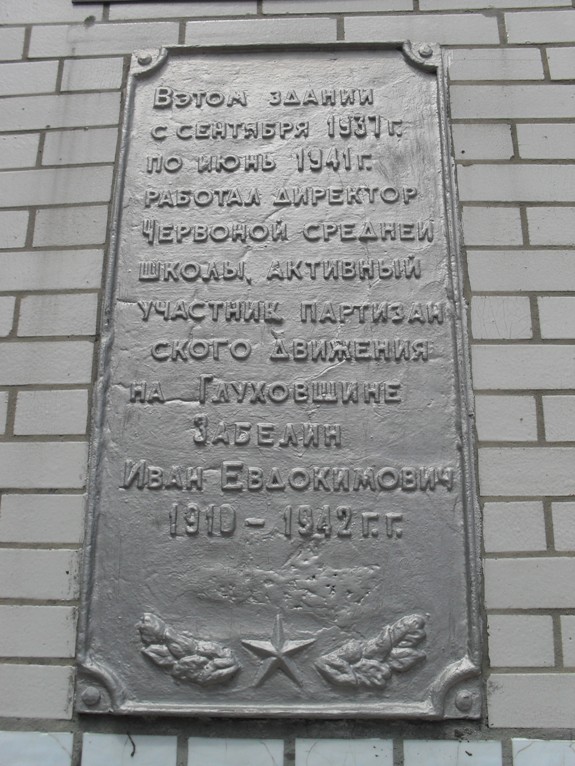 В этом здании
с сентября 1937 г.
по июнь 1941 г.
работал директор
Червоной средней
школы, активный
участник партизан
ского движения
на Глуховщине
Забелин
Иван Евдокимович
1910 – 1942 г.г.